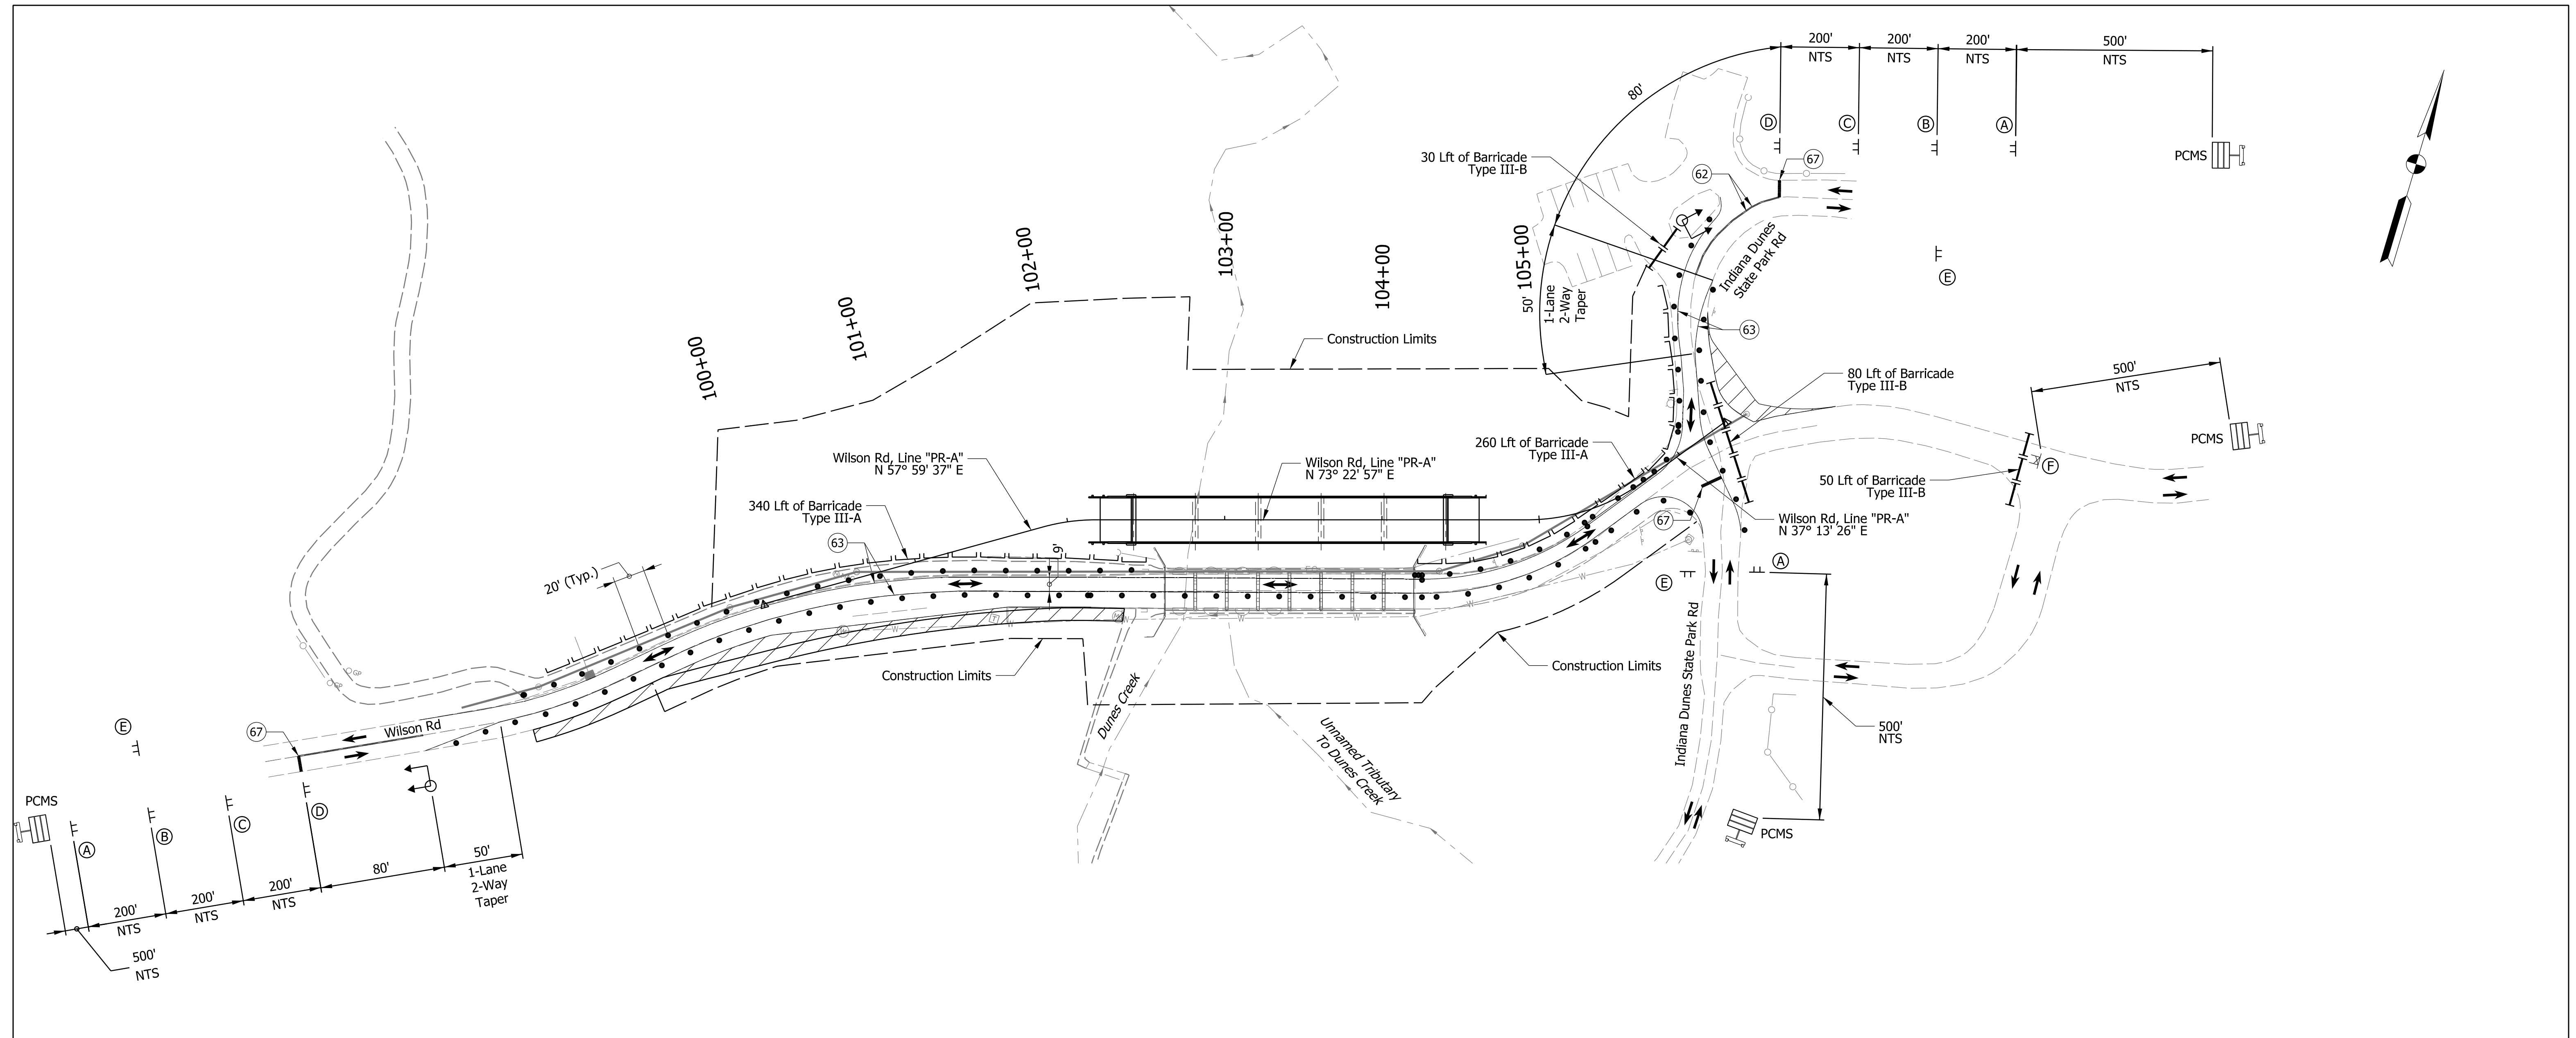 200'
NTS
200'
NTS
200'
NTS
500'
NTS
80'
D
C
B
A
PCMS
30 Lft of Barricade
Type III-B
67
62
Indiana Dunes
State Park Rd
E
50'
1-Lane
2-Way
Taper
63
100+00
101+00
102+00
103+00
104+00
105+00
Construction Limits
80 Lft of Barricade
Type III-B
500'
NTS
PCMS
Wilson Rd, Line "PR-A"
N 57° 59' 37" E
Wilson Rd, Line "PR-A"
N 73° 22' 57" E
260 Lft of Barricade
Type III-A
50 Lft of Barricade
Type III-B
F
340 Lft of Barricade
Type III-A
63
67
Wilson Rd, Line "PR-A"
N 37° 13' 26" E
9'
20' (Typ.)
E
A
Construction Limits
Construction Limits
Dunes Creek
Unnamed Tributary
To Dunes Creek
Indiana Dunes State Park Rd
500'
NTS
PCMS
E
67
Wilson Rd
PCMS
A
B
C
D
200'
NTS
200'
NTS
200'
NTS
80'
50'
1-Lane
2-Way
Taper
500'
NTS